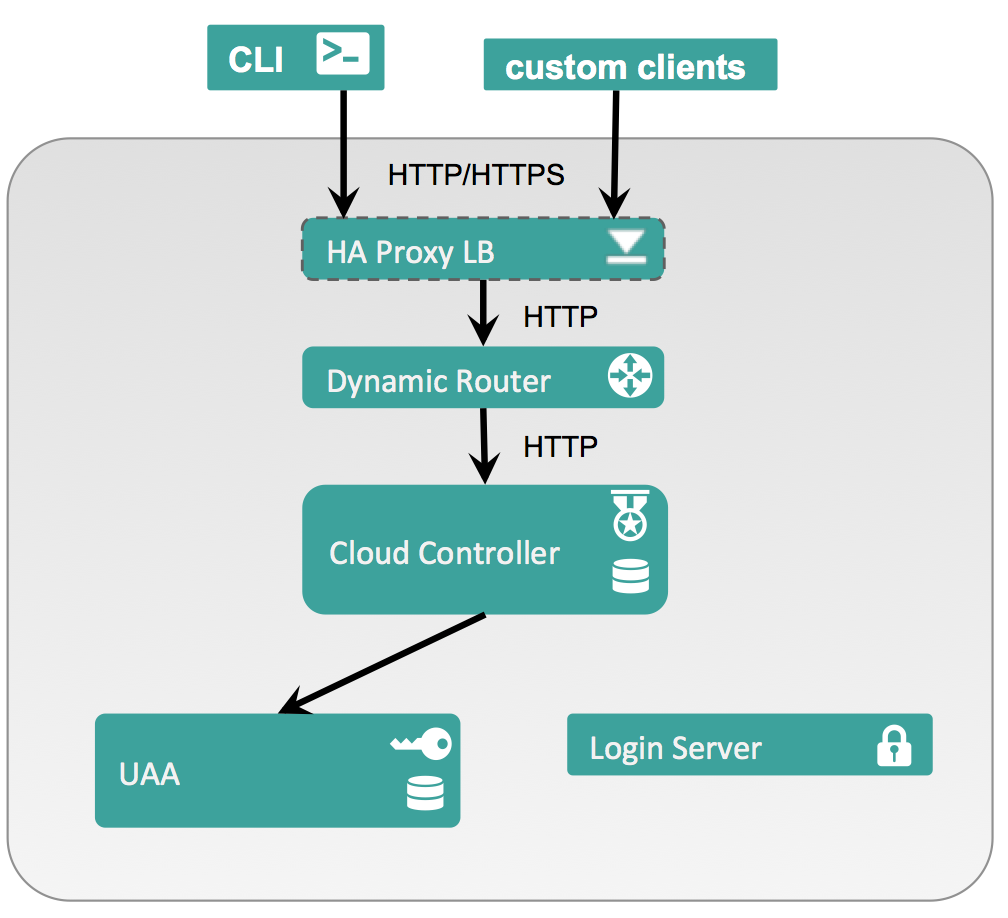 CLI >_
custom clients
HTTP/HTTPS
HA Proxy LB
HTTP
Dynamic Router
HTTP
Cloud Controller
UAA
Login Server